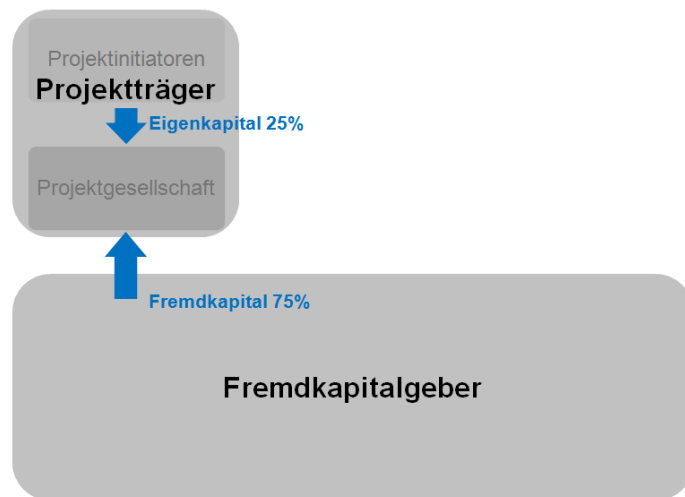 Projektinitiatoren
Projektträger
Eigenkapital 25%
Projektgesellschaft
Fremdkapital 75%
Fremdkapitalgeber